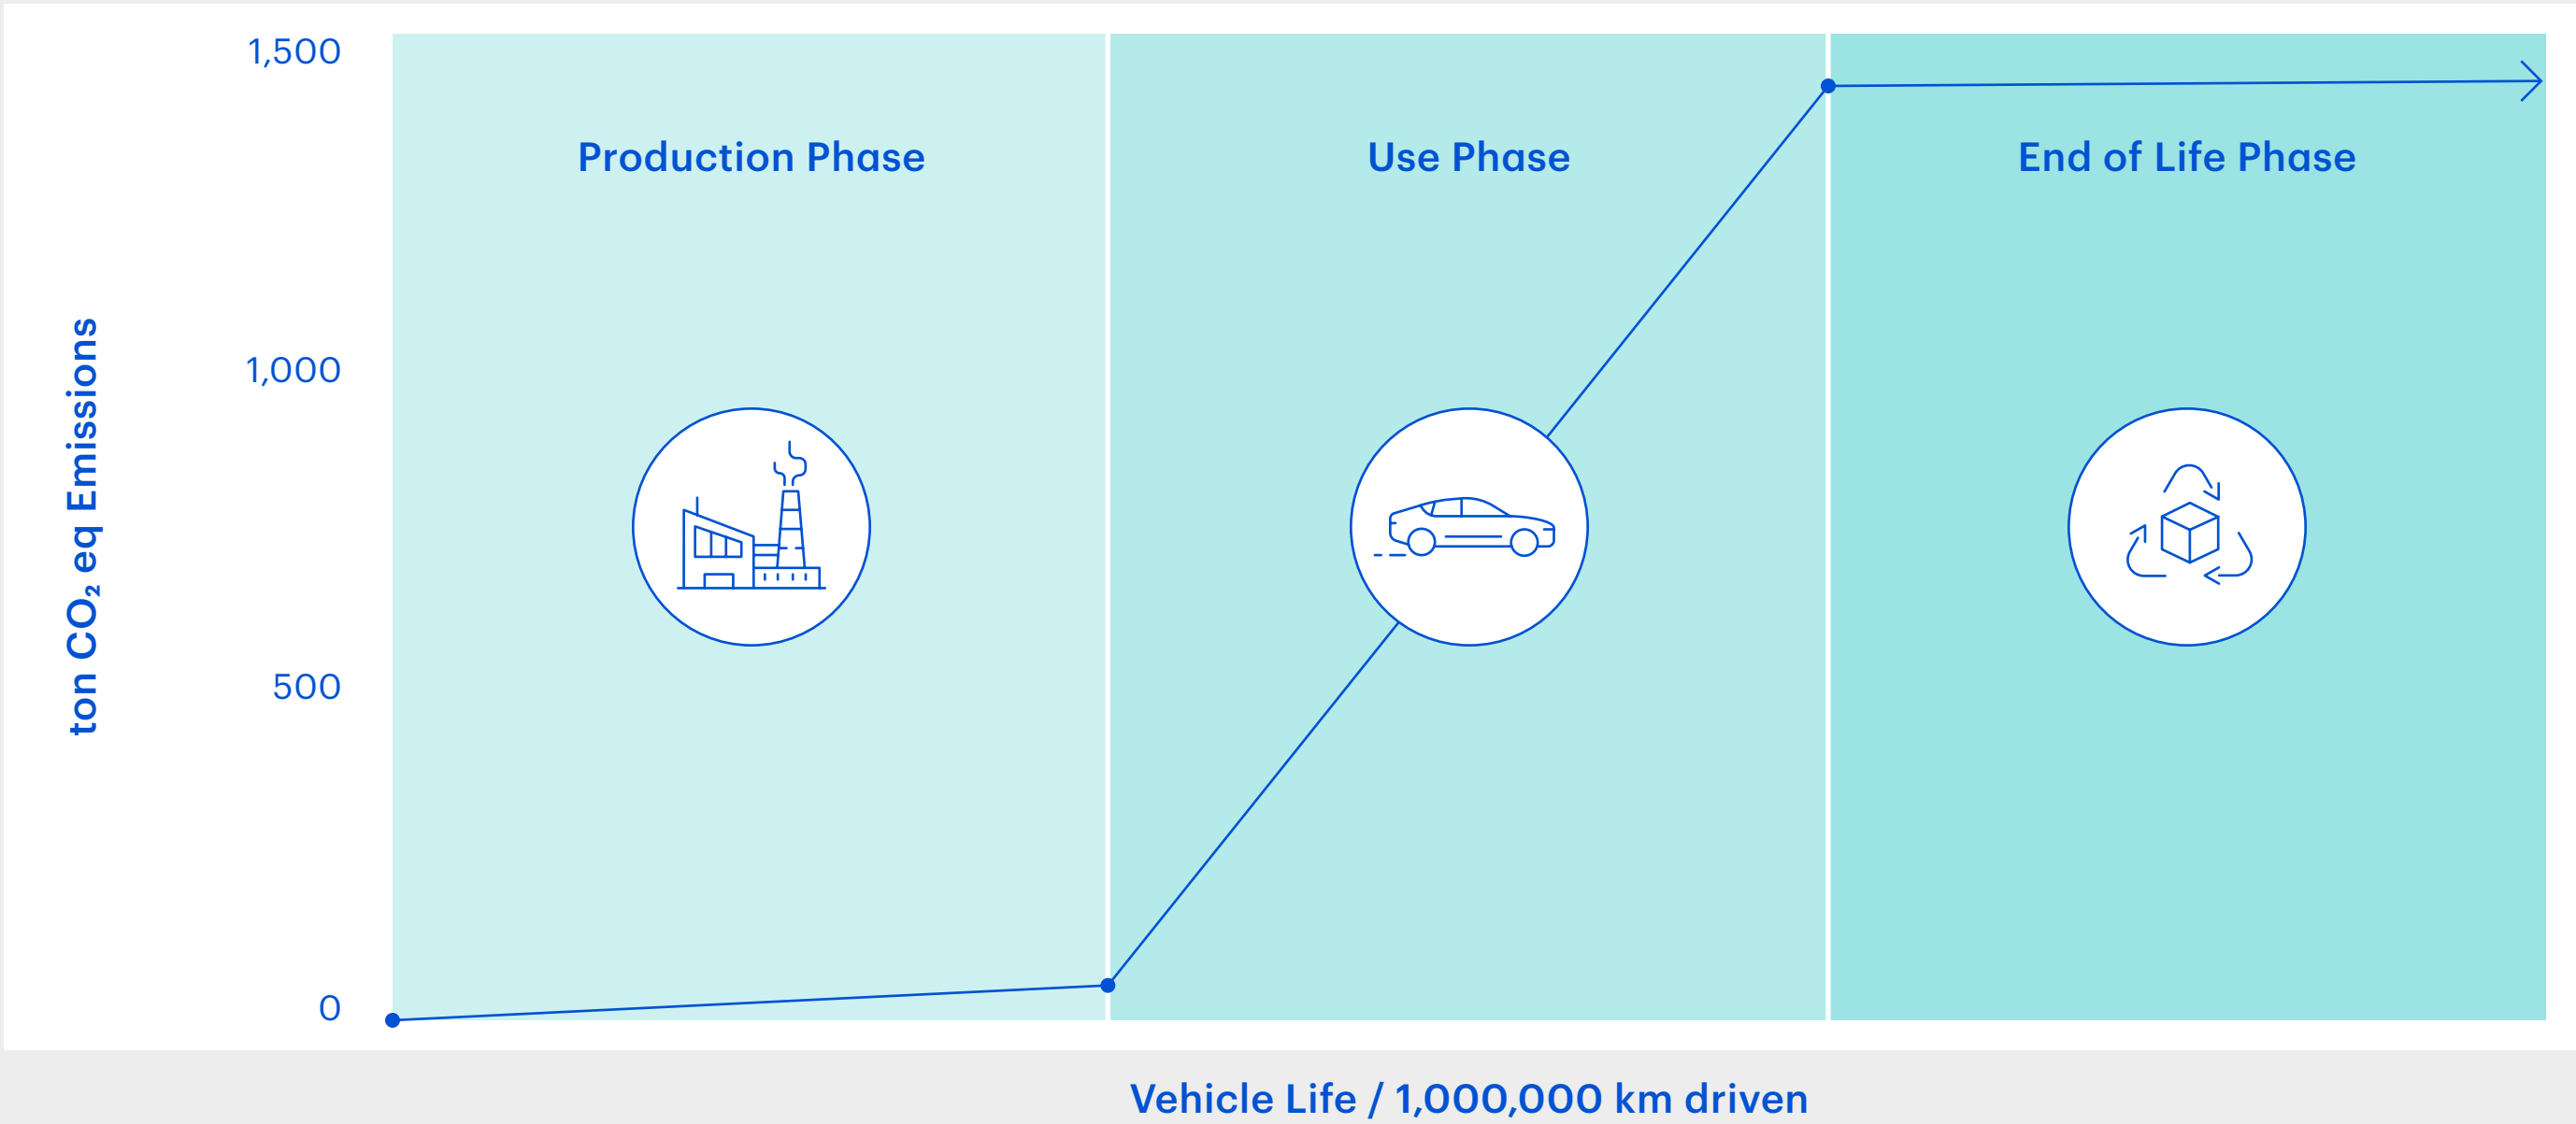 1,500
Production Phase
Use Phase
End of Life Phase
1,000
ton CO₂ eq Emissions
500
0
Vehicle Life / 1,000,000 km driven